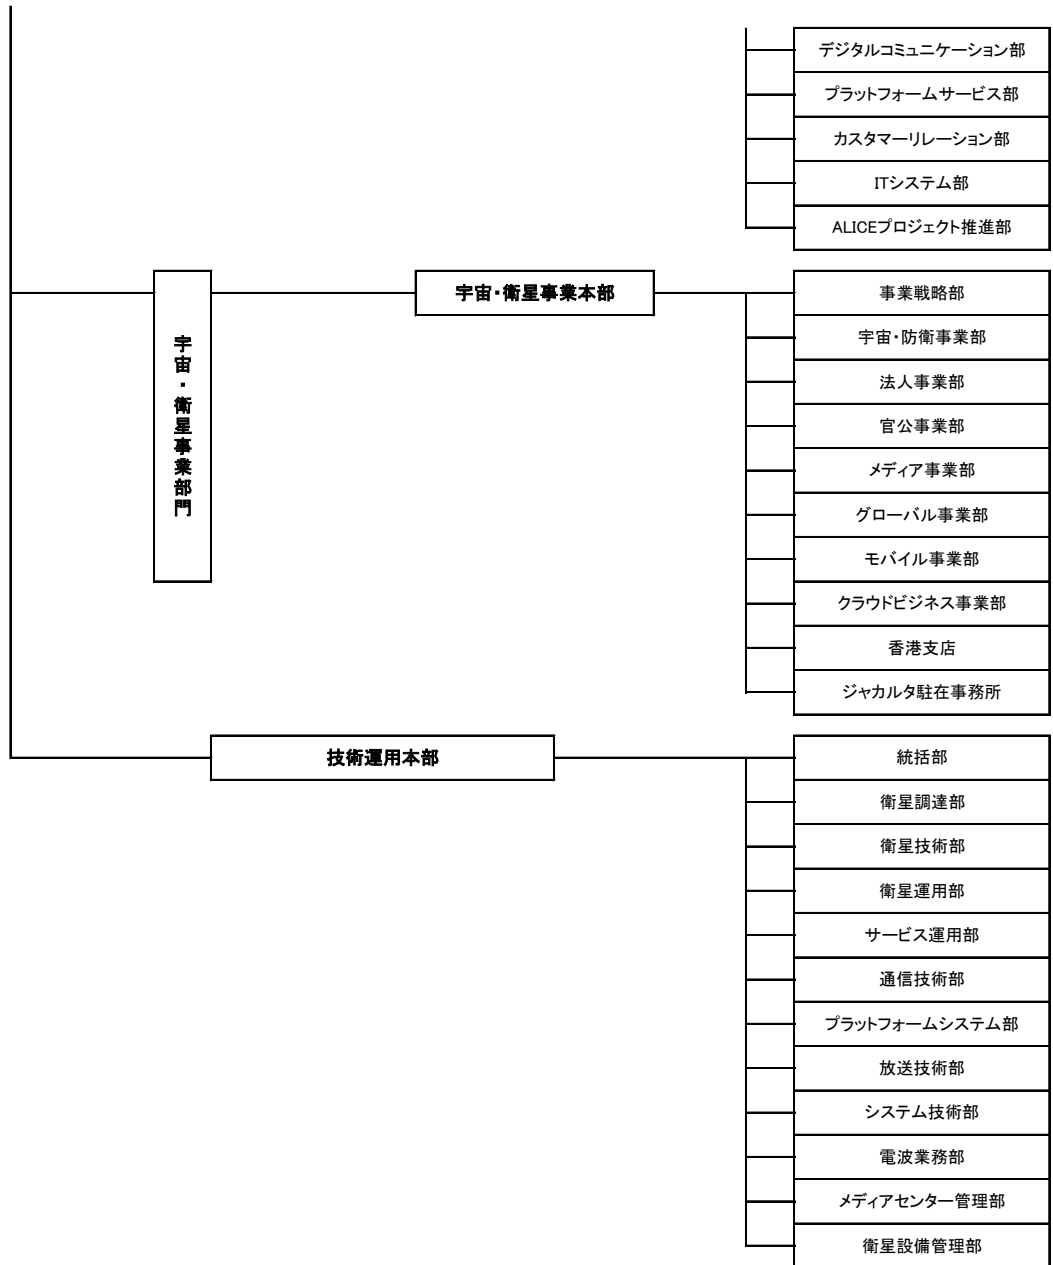 デジタルコミュニケーション部
プラットフォームサービス部
カスタマーリレーション部
ITシステム部
ALICEプロジェクト推進部
宇宙・衛星事業部門
宇宙・衛星事業本部
事業戦略部
宇宙・防衛事業部
法人事業部
官公事業部
メディア事業部
グローバル事業部
モバイル事業部
クラウドビジネス事業部
香港支店
ジャカルタ駐在事務所
技術運用本部
統括部
衛星調達部
衛星技術部
衛星運用部
サービス運用部
通信技術部
プラットフォームシステム部
放送技術部
システム技術部
電波業務部
メディアセンター管理部
衛星設備管理部